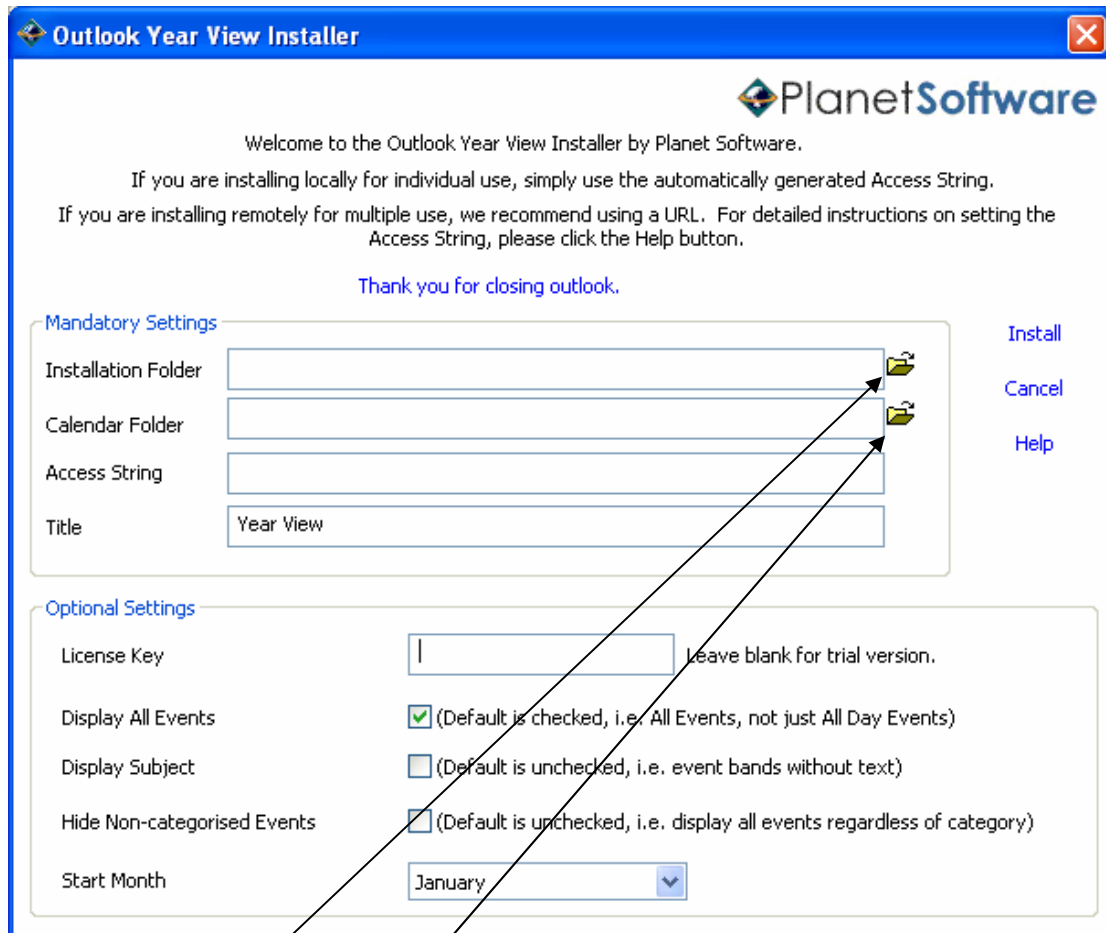 Outlook Year View Installer
PlanetSoftware
Welcome to the Outlook Year View Installer by Planet Software.
If you are installing locally for individual use, simply use the automatically generated Access String.
If you are installing remotely for multiple use, we recommend using a URL.  For detailed instructions on setting the
Access String, please click the Help button.
Thank you for closing outlook.
Mandatory Settings
Install
Installation Folder
Cancel
Calendar Folder
Help
Access String
Title
Year View
Optional Settings
License Key
Leave blank for trial version.
Display All Events
(Default is checked, i.e. All Events, not just All Day Events)
Display Subject
(Default is unchecked, i.e. event bands without text)
Hide Non-categorised Events
(Default is unchecked, i.e. display all events regardless of category)
Start Month
January